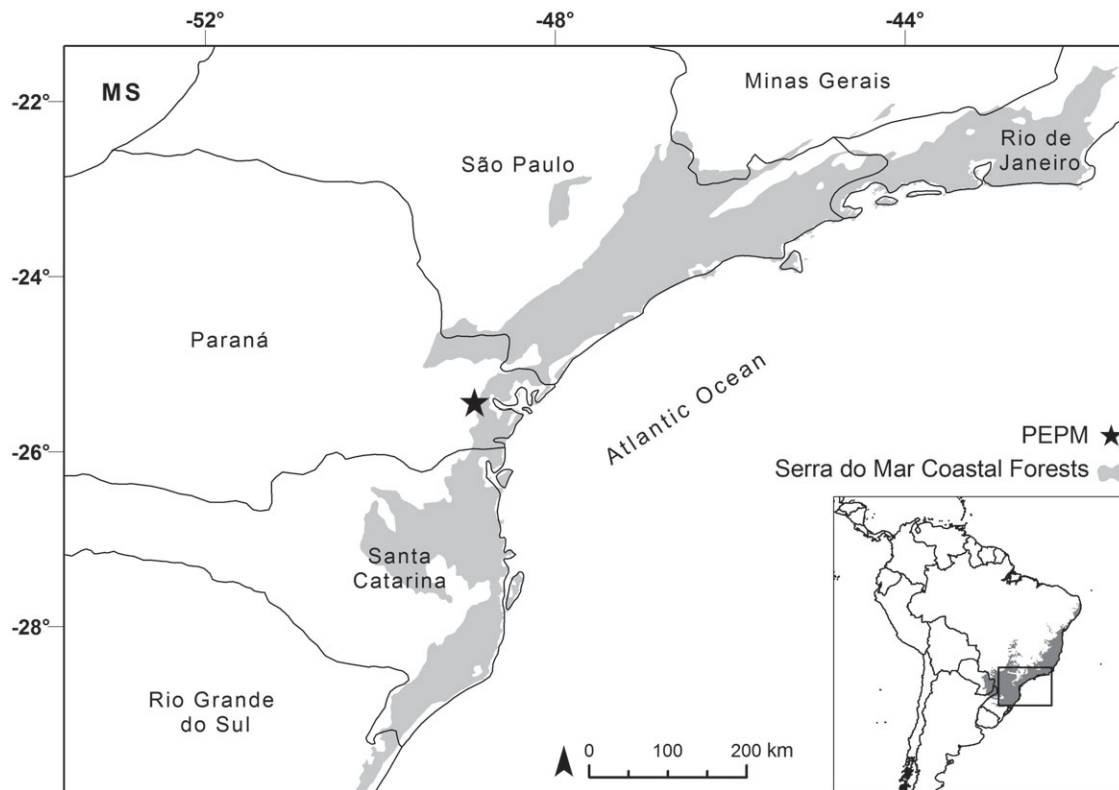 -52° -48° -44°
-22°
-24°
-26°
-28°
MS
Minas Gerais
São Paulo
Rio de
Janeiro
Paraná
Atlantic Ocean
PEPM
Serra do Mar Coastal Forests
Santa
Catarina
Rio Grande
do Sul
0 100 200 km